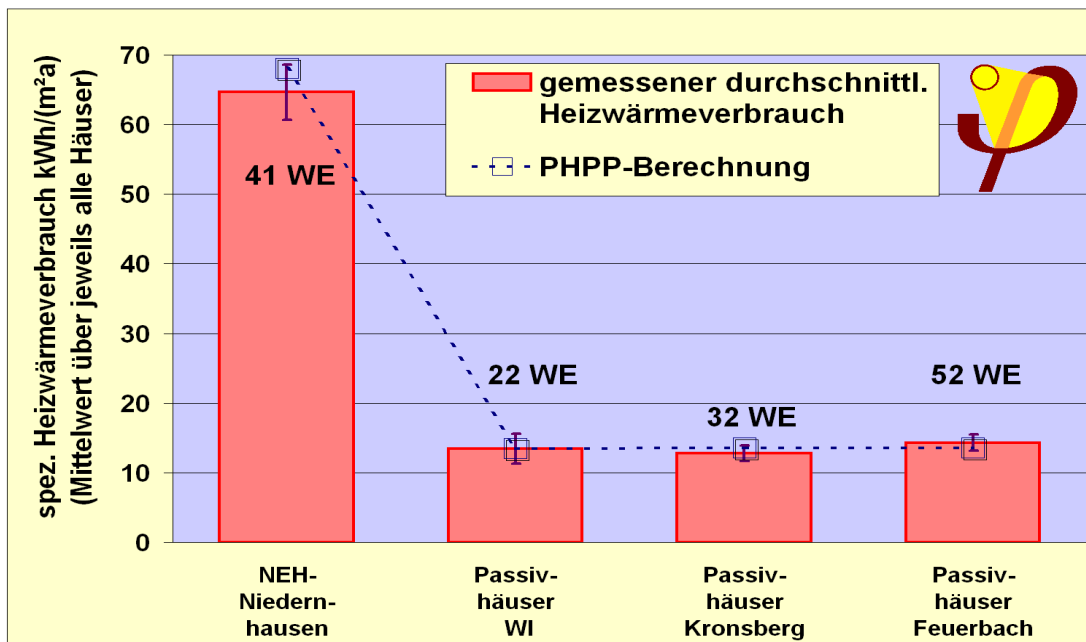 spez. Heizwärmeverbrauch kWh/(m²a)
(Mittelwert über jeweils alle Häuser)
70
60
50
40
30
20
10
0
gemessener durchschnittl.
Heizwärmeverbrauch
PHPP-Berechnung
41 WE
22 WE
32 WE
52 WE
NEH-
Niedern-
hausen
Passiv-
häuser
WI
Passiv-
häuser
Kronsberg
Passiv-
häuser
Feuerbach